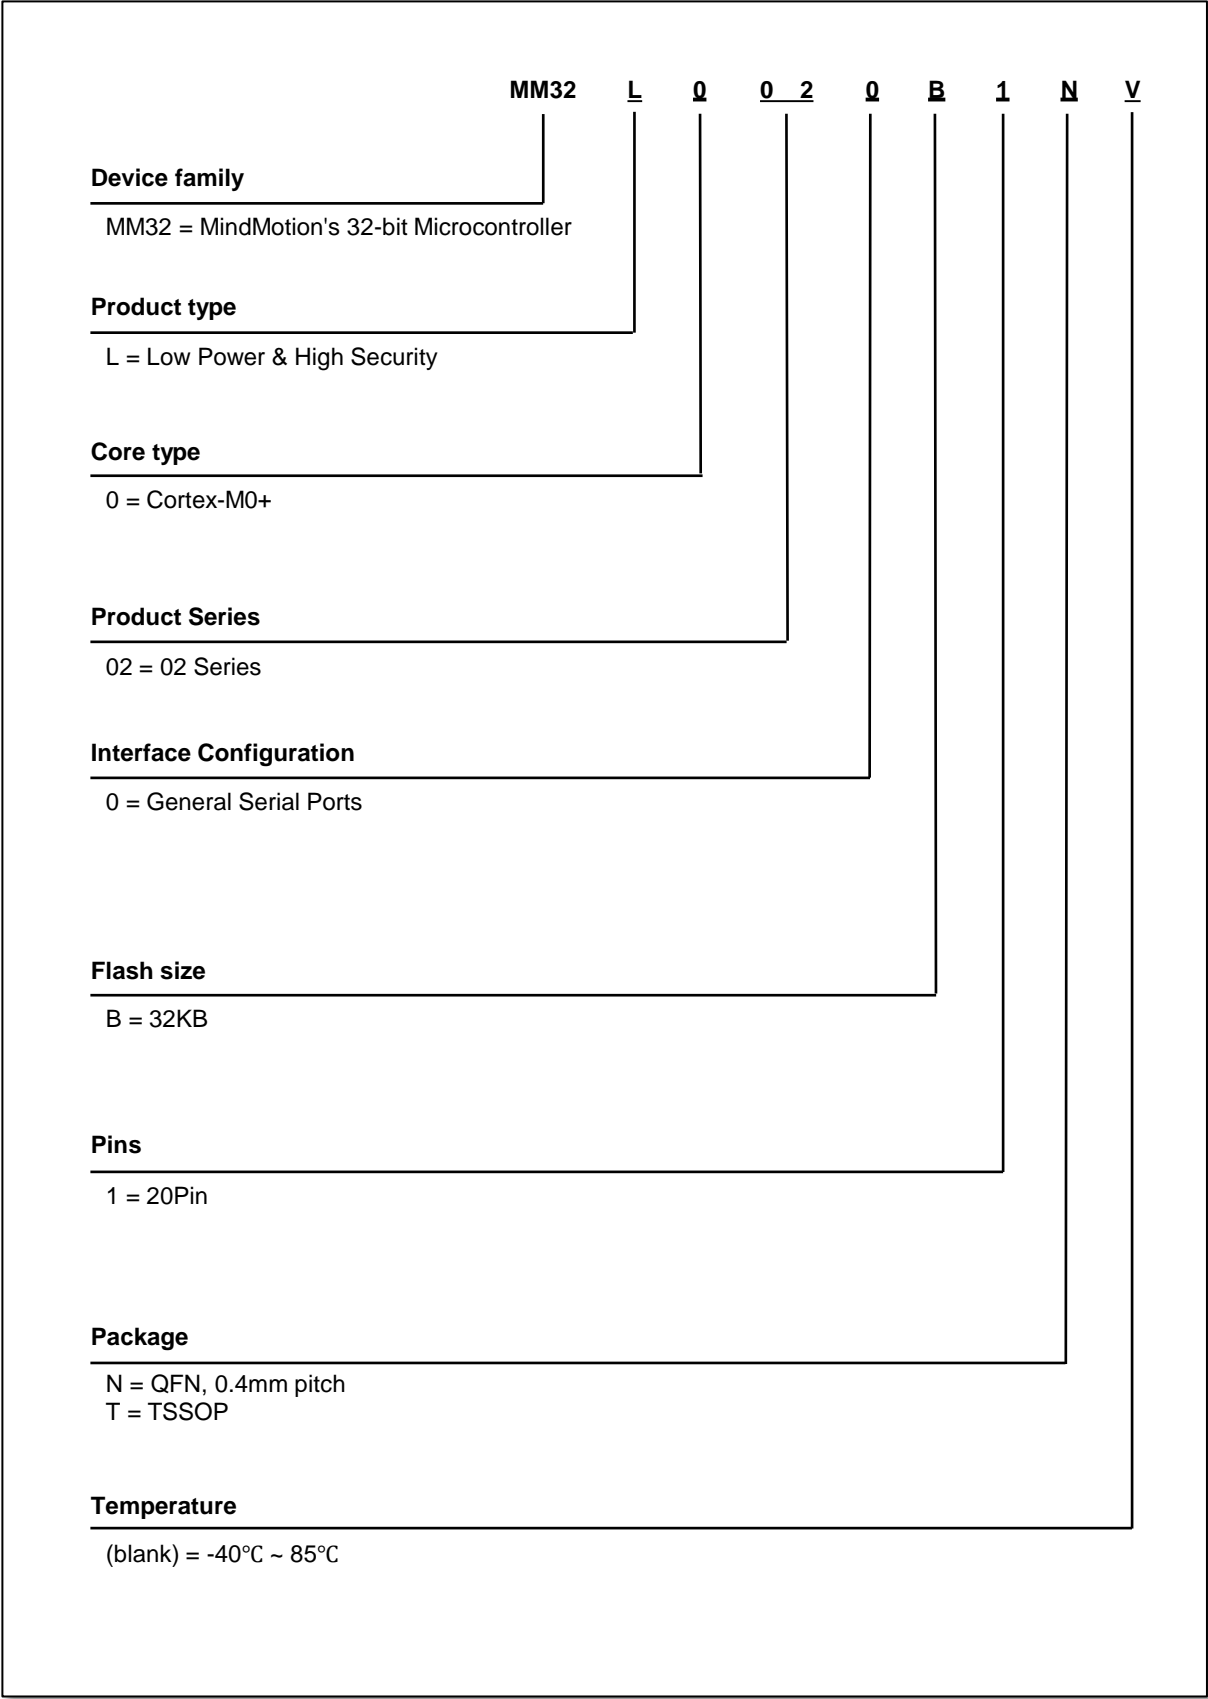 MM32 L 0 0 2 0 B 1 N V
Device family
MM32 = MindMotion's 32-bit Microcontroller
Product type
L = Low Power & High Security
Core type
0 = Cortex-M0+
Product Series
02 = 02 Series
Interface Configuration
0 = General Serial Ports
Flash size
B = 32KB
Pins
1 = 20Pin
Package
N = QFN, 0.4mm pitch
T = TSSOP
Temperature
(blank) = -40℃ ~ 85℃